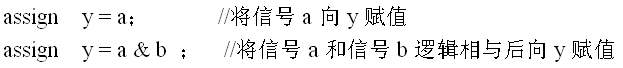 assign y = a； //将信号 a 向 y 赋值
assign y = a & b ； //将信号 a 和信号 b 逻辑相与后向 y 赋值